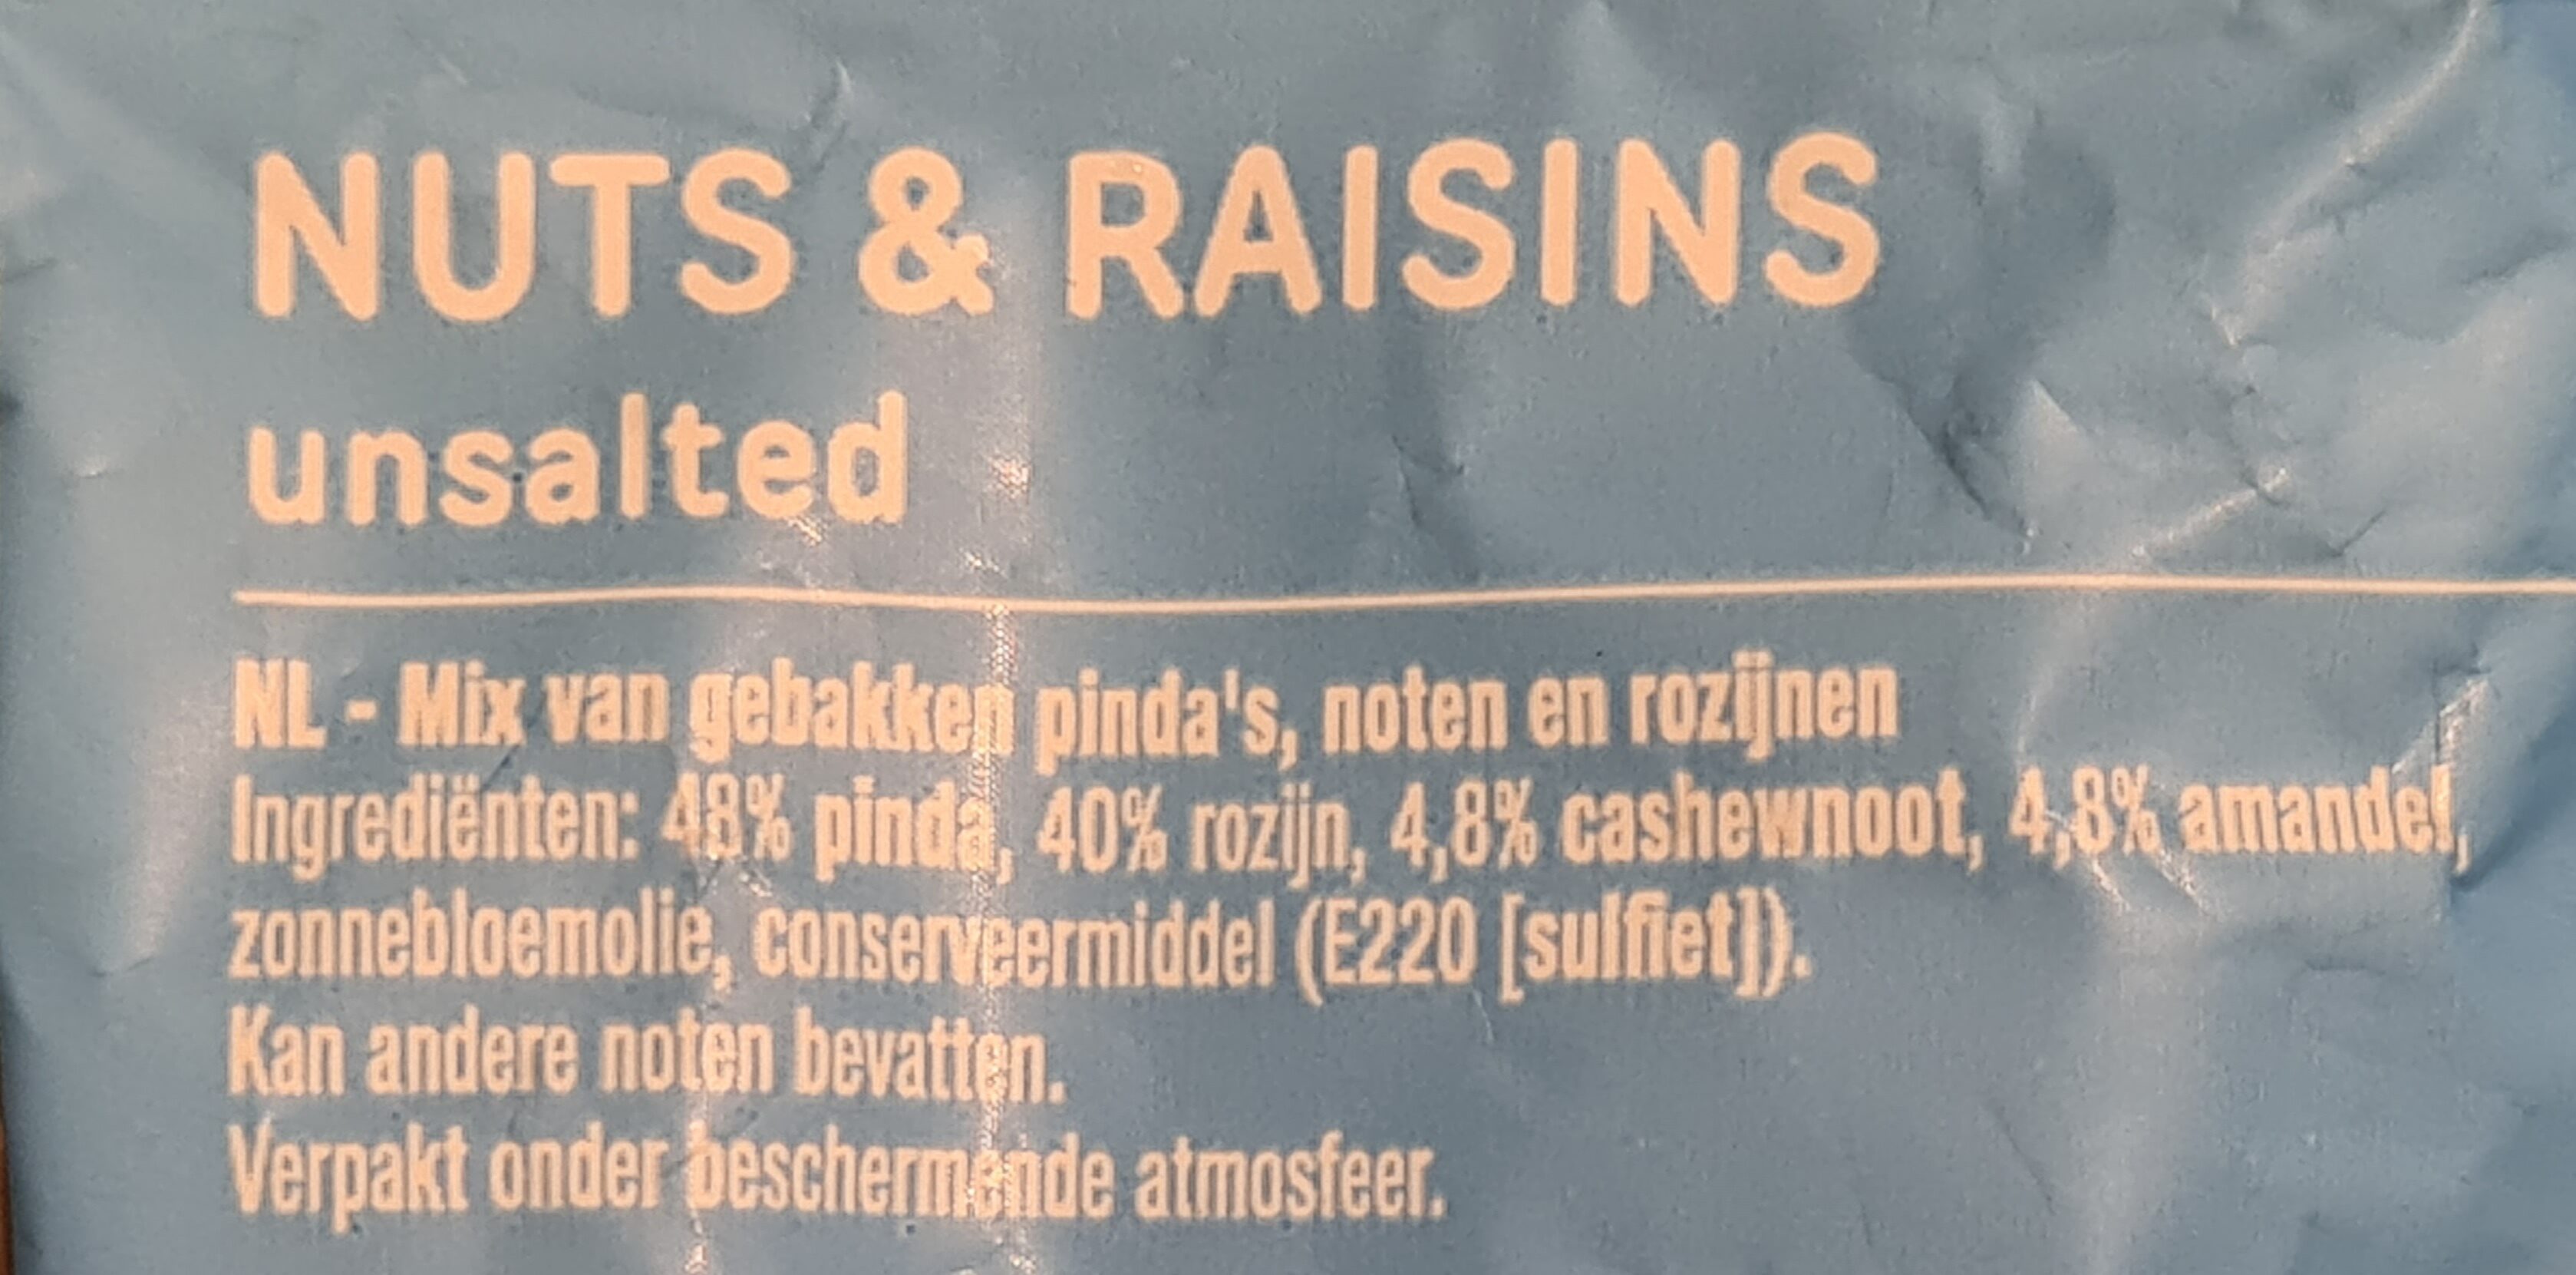 NUTS & RAISINS
unsalted
NL - Mix van gebakken pinda's, noten en rozijnen
Ingrediënten: 48% pinda, 40% rozijn, 4,8% cashewnoot, 4,8% amandel,
zonnebloemolie, conserveermiddel (E220 [sulfiet]).
Kan andere noten bevatten.
Verpakt onder beschermende atmosfeer.